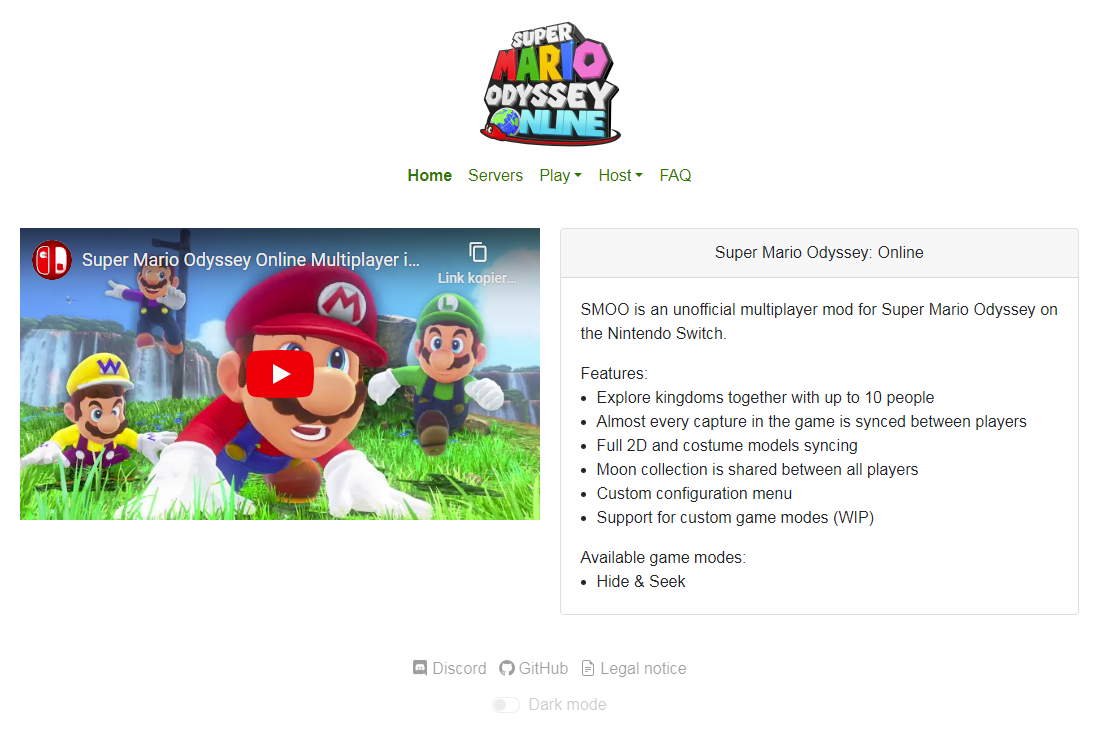 SUPER
MARIO
ODYSSEY
ONLINE
Home Servers Play Host FAQ
Super Mario Odyssey Online Multiplayer i...
Link kopier...
M
L
W
Super Mario Odyssey: Online
SMOO is an unofficial multiplayer mod for Super Mario Odyssey on
the Nintendo Switch.
Features:
Explore kingdoms together with up to 10 people
Almost every capture in the game is synced between players
Full 2D and costume models syncing
Moon collection is shared between all players
Custom configuration menu
Support for custom game modes (WIP)
Available game modes:
Hide & Seek
Discord GitHub Legal notice
Dark mode